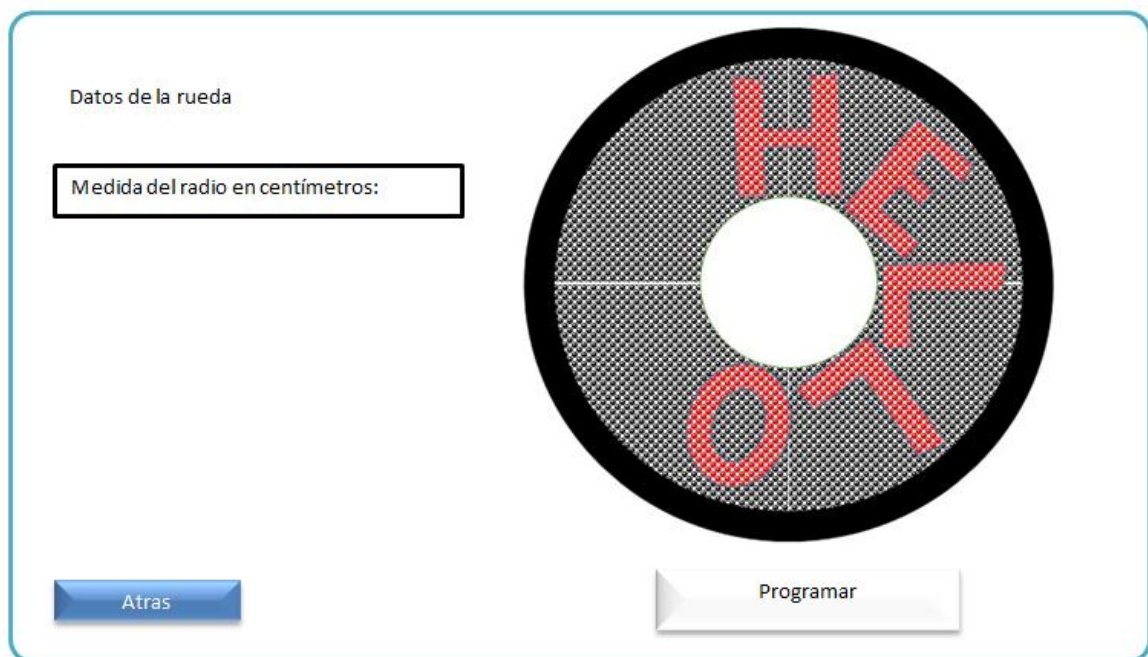 Datos de la rueda
Medida del radio en centímetros:
HELLO
Atras
Programar